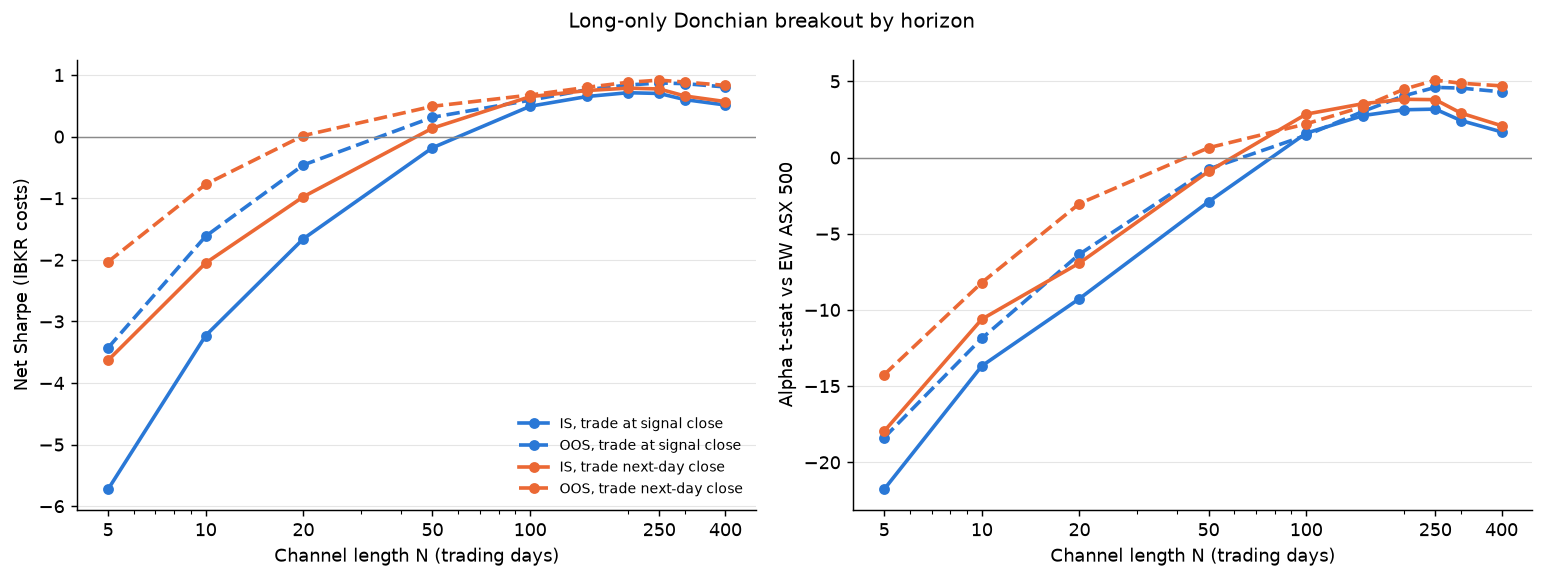 Long-only Donchian breakout by horizon
Net Sharpe (IBKR costs)
1
0
−1
−2
−3
−4
−5
−6
IS, trade at signal close
OOS, trade at signal close
IS, trade next-day close
OOS, trade next-day close
5 10 20 50 100 250 400
Channel length N (trading days)
Alpha t-stat vs EW ASX 500
5
0
−5
−10
−15
−20
5 10 20 50 100 250 400
Channel length N (trading days)